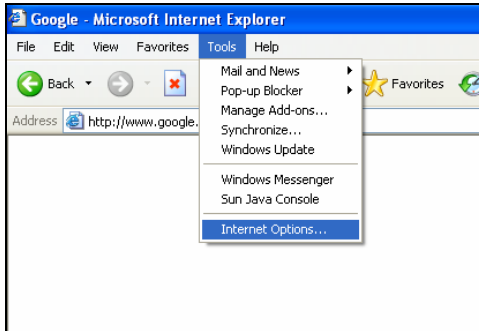 Google - Microsoft Internet Explorer
File Edit View Favorites Tools Help
Back Favorites
Address http://www.google.
Mail and News
Pop-up Blocker
Manage Add-ons...
Synchronize...
Windows Update
Windows Messenger
Sun Java Console
Internet Options...